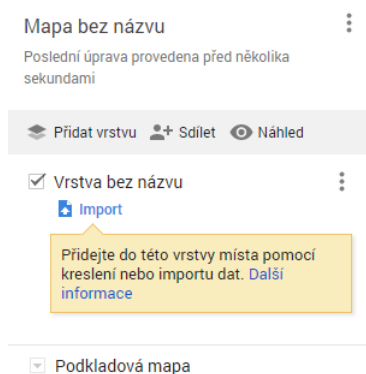 Mapa bez názvu
Poslední úprava provedena před několika
sekundami
Přidat vrstvu Sdílet Náhled
Vrstva bez názvu
Import
Přidejte do této vrstvy místa pomocí
kreslení nebo importu dat. Další
informace
Podkladová mapa